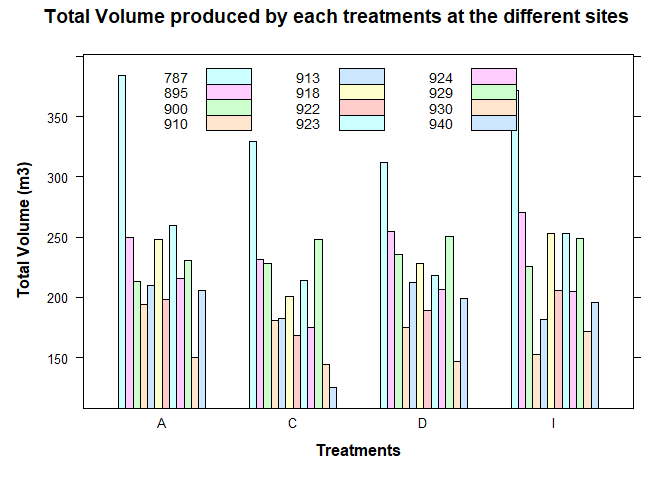 Total Volume produced by each treatments at the different sites
787 913 924
895 918 929
900 922 930
910 923 940
350
300
250
200
150
Total Volume (m3)
A C D I
Treatments